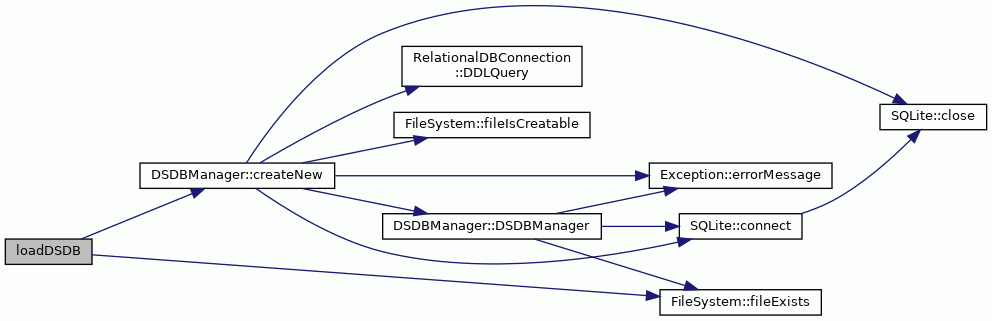 RelationalDBConnection
::DDLQuery
SQLite::close
FileSystem::fileIsCreatable
DSDBManager::createNew
Exception::errorMessage
DSDBManager::DSDBManager
SQLite::connect
loadDSDB
FileSystem::fileExists